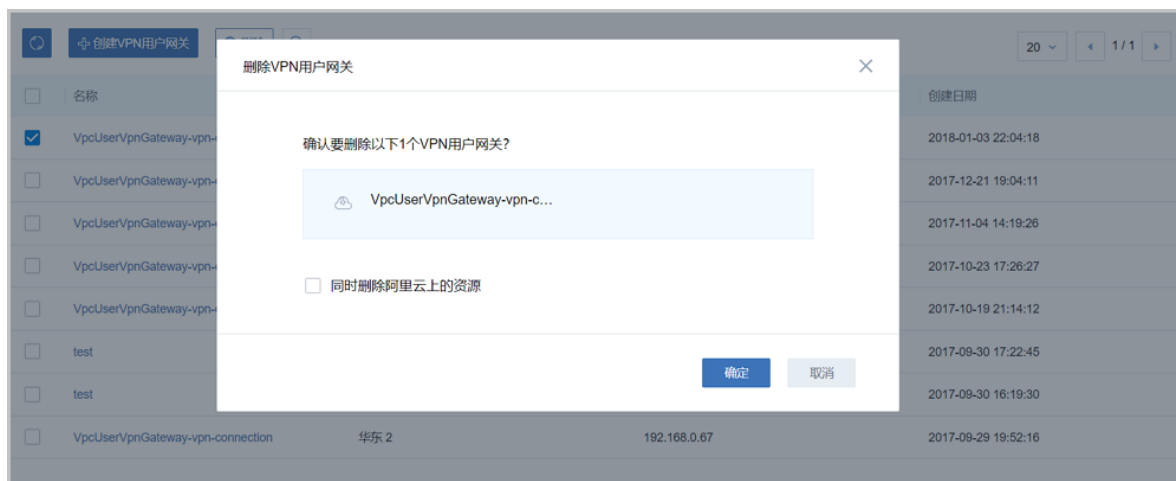 创建VPN用户网关
20
1 / 1
删除VPN用户网关
名称
创建日期
确认要删除以下1个VPN用户网关?
VpcUserVpnGateway-vpn-
2018-01-03 22:04:18
VpcUserVpnGateway-vpn-c...
VpcUserVpnGateway-vpn-
2017-12-21 19:04:11
VpcUserVpnGateway-vpn-
2017-11-04 14:19:26
VpcUserVpnGateway-vpn-
2017-10-23 17:26:27
同时删除阿里云上的资源
VpcUserVpnGateway-vpn-
2017-10-19 21:14:12
test
2017-09-30 17:22:45
确定
取消
test
2017-09-30 16:19:30
VpcUserVpnGateway-vpn-connection
华东 2
192.168.0.67
2017-09-29 19:52:16